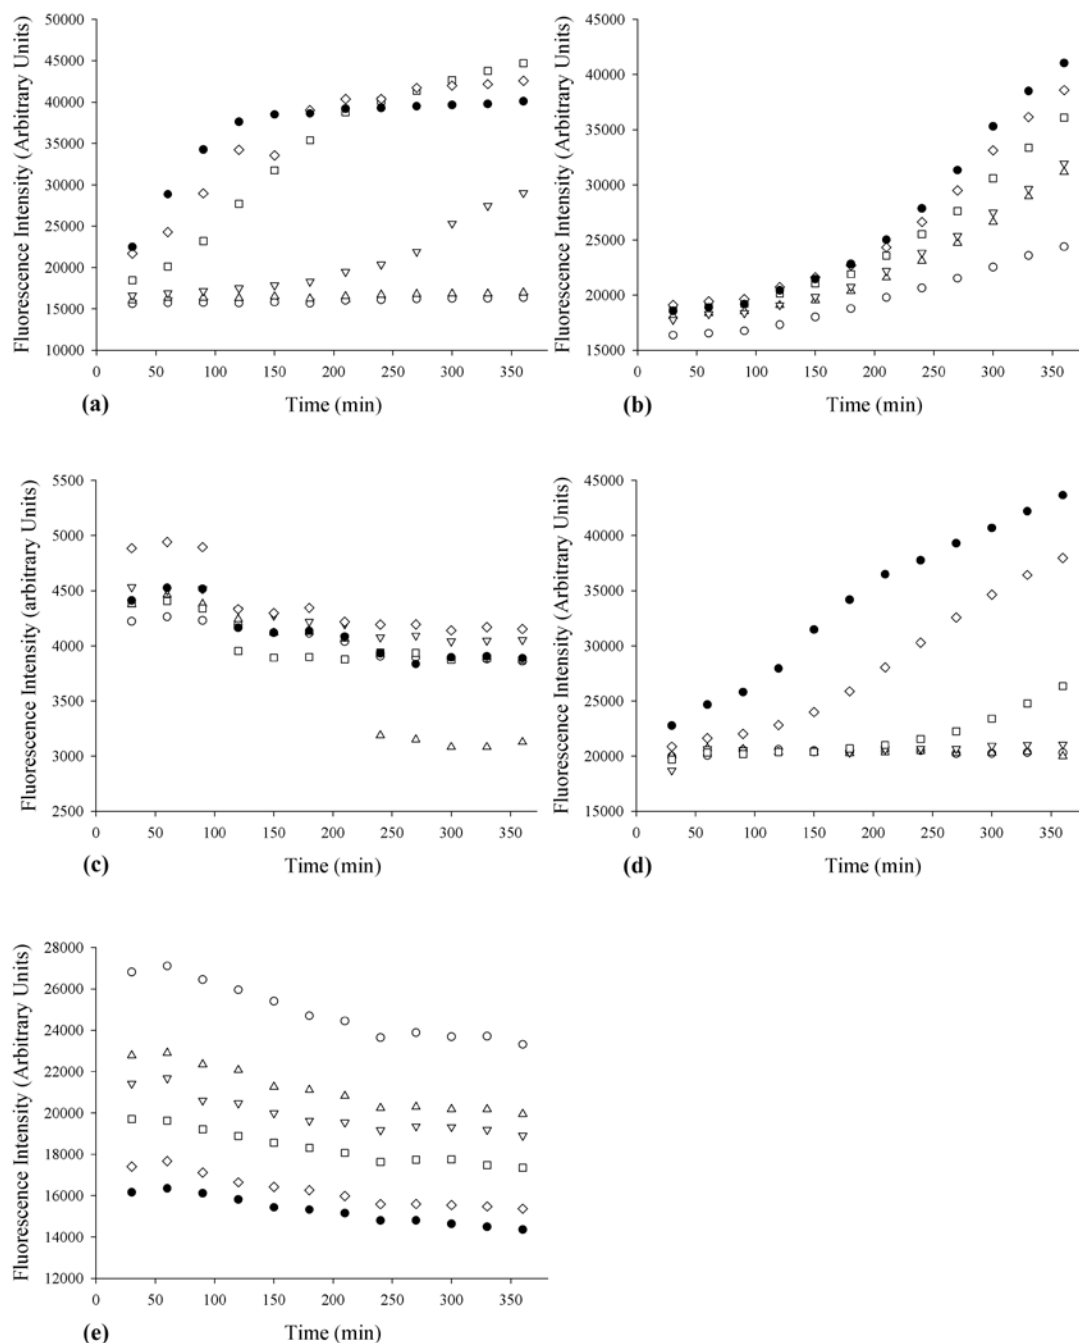 Fluorescence Intensity (Arbitrary Units)
50000
45000
40000
35000
30000
25000
20000
15000
10000
0 50 100 150 200 250 300 350
(a) Time (min)
Fluorescence Intensity (Arbitrary Units)
45000
40000
35000
30000
25000
20000
15000
0 50 100 150 200 250 300 350
(b) Time (min)
Fluorescence Intensity (arbitrary Units)
5500
5000
4500
4000
3500
3000
2500
0 50 100 150 200 250 300 350
(c) Time (min)
Fluorescence Intensity (Arbitrary Units)
45000
40000
35000
30000
25000
20000
15000
0 50 100 150 200 250 300 350
(d) Time (min)
Fluorescence Intensity (Arbitrary Units)
28000
26000
24000
22000
20000
18000
16000
14000
12000
0 50 100 150 200 250 300 350
(e) Time (min)